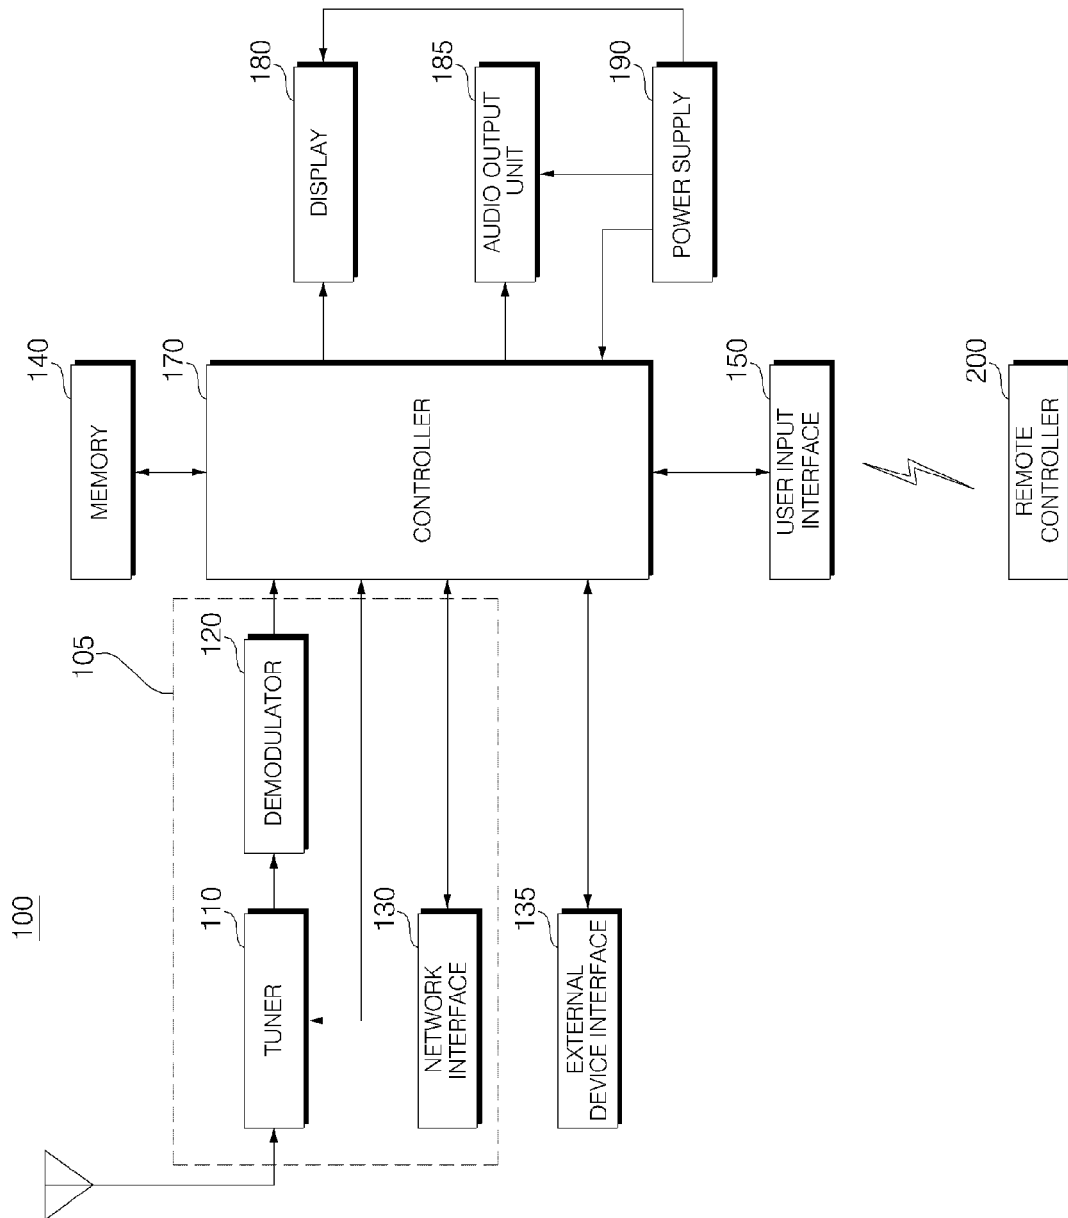 100
105
110
TUNER
120
DEMODULATOR
130
NETWORK
INTERFACE
135
EXTERNAL
DEVICE INTERFACE
140
MEMORY
170
CONTROLLER
150
USER INPUT
INTERFACE
200
REMOTE
CONTROLLER
180
DISPLAY
185
AUDIO OUTPUT
UNIT
190
POWER SUPPLY